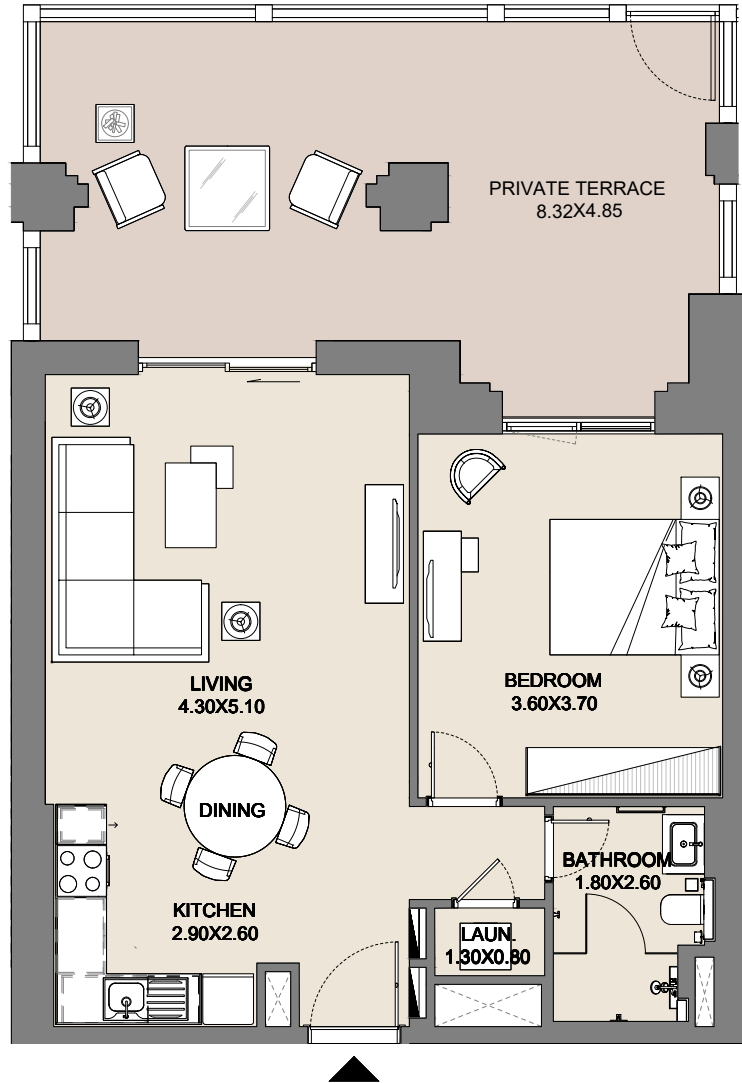 PRIVATE TERRACE
8.32X4.85
LIVING
4.30X5.10
BEDROOM
3.60X3.70
DINING
BATHROOM
1.80X2.60
KITCHEN
2.90X2.60
LAUN.
1.30X0.80